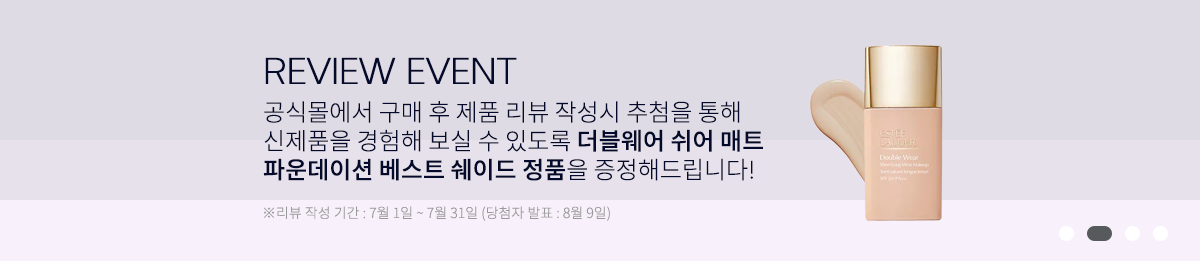 REVIEW EVENT
공식몰에서 구매 후 제품 리뷰 작성시 추첨을 통해
신제품을 경험해 보실 수 있도록 더블웨어 쉬어 매트
파운데이션 베스트 쉐이드 정품을 증정해드립니다!
※리뷰 작성 기간 : 7월 1일 ~ 7월 31일 (당첨자 발표 : 8월 9일)
ESTĒE
LAUDER
Double Wear